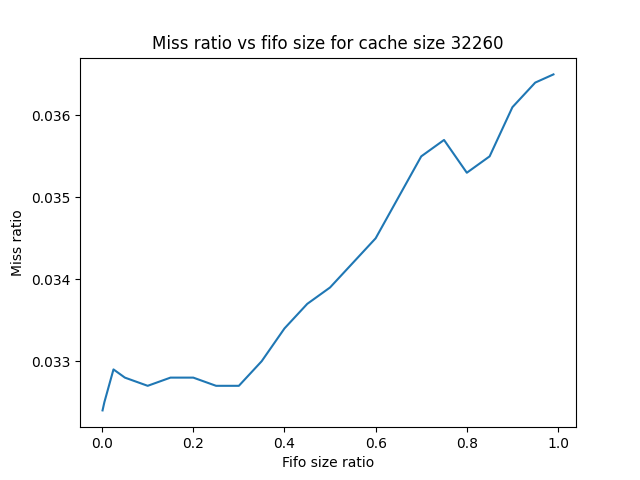 Miss ratio vs fifo size for cache size 32260
0.036
0.035
0.034
0.033
Miss ratio
0.0 0.2 0.4 0.6 0.8 1.0
Fifo size ratio